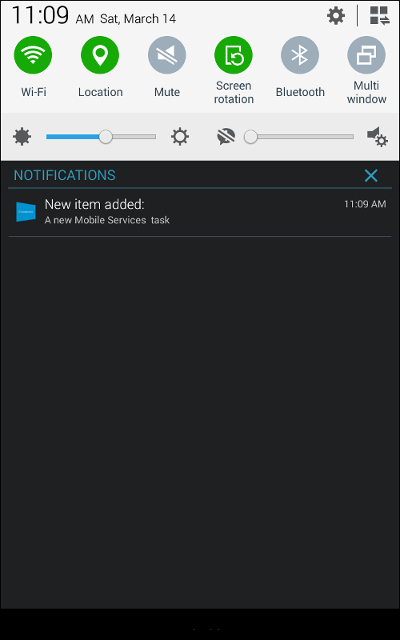 11:09 AM Sat, March 14
Wi-Fi
Location
Mute
Screen
rotation
Bluetooth
Multi
window
NOTIFICATIONS
New item added:
11:09 AM
A new Mobile Services task